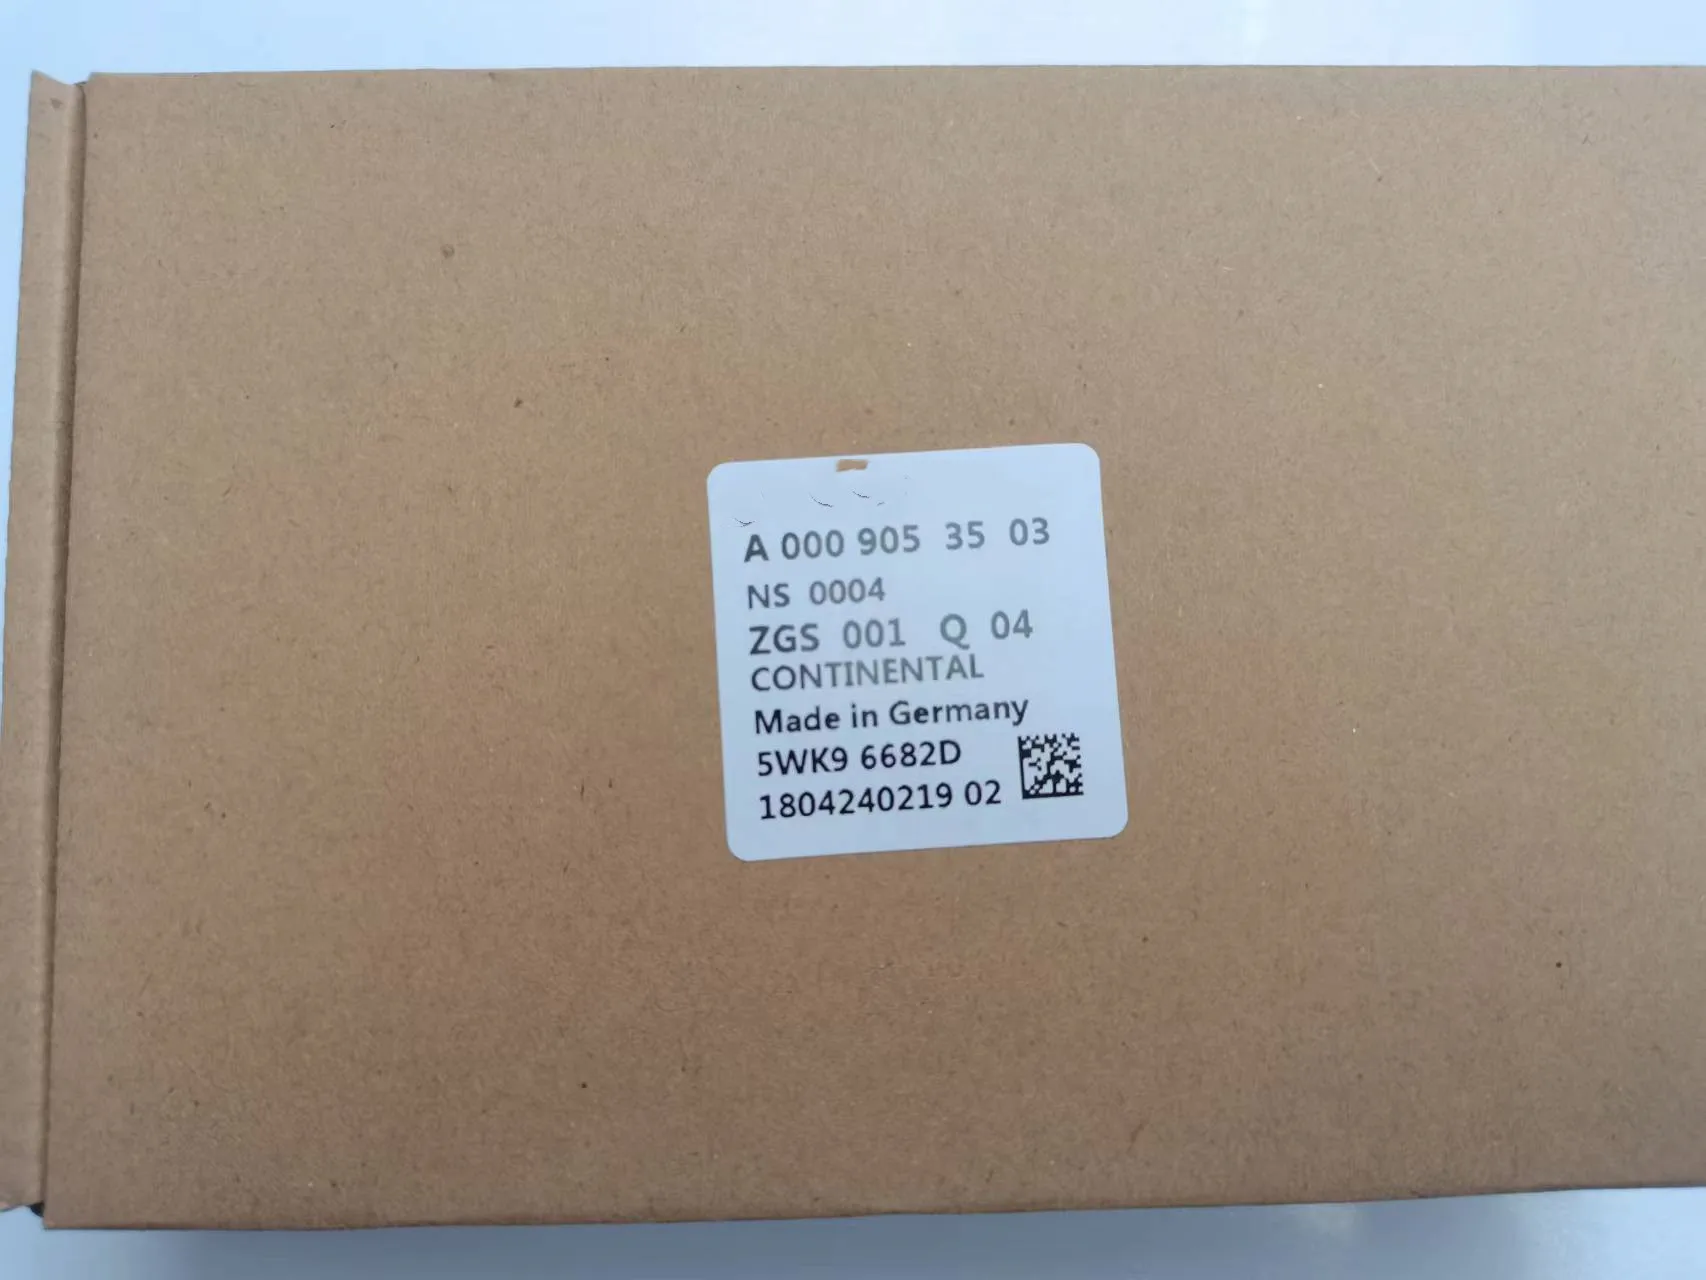 A 000 905 35 03
NS 0004
ZGS 001 Q 04
CONTINENTAL
Made in Germany
5WK9 6682D
1804240219 02